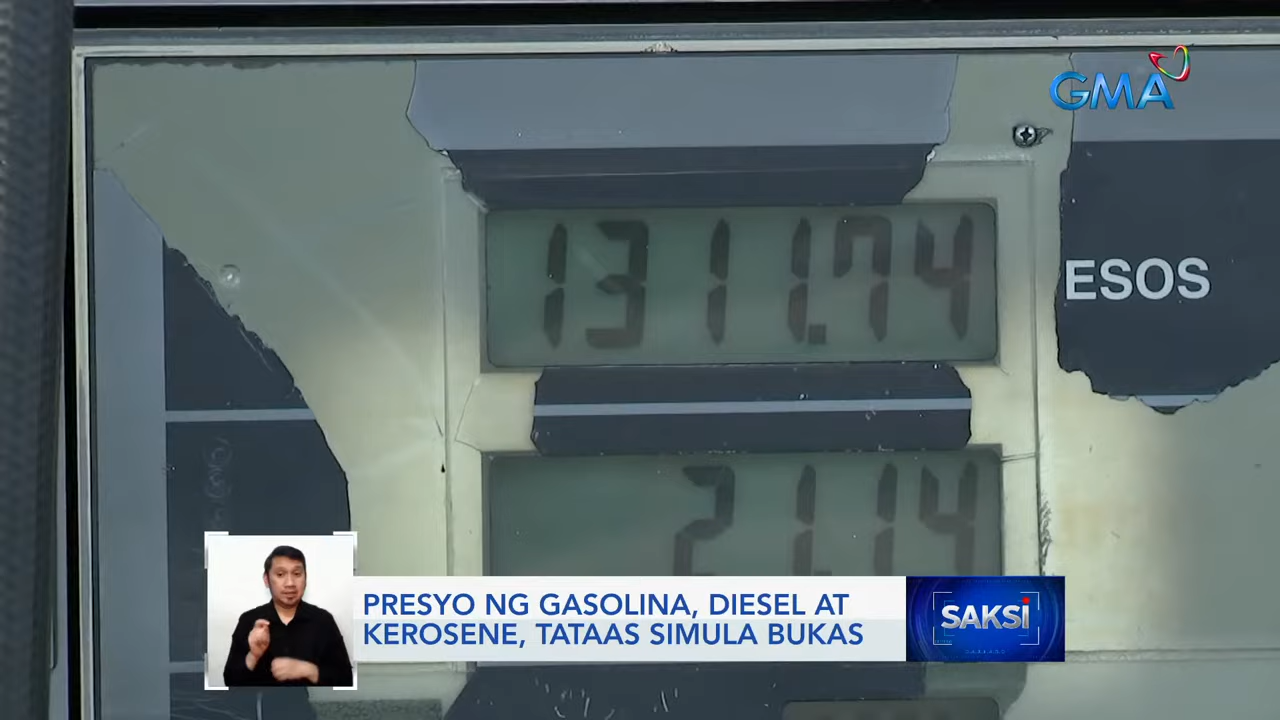 GMA
1311.74
ESOS
21.14
PRESYO NG GASOLINA, DIESEL AT
KEROSENE, TATAAS SIMULA BUKAS
SAKSI